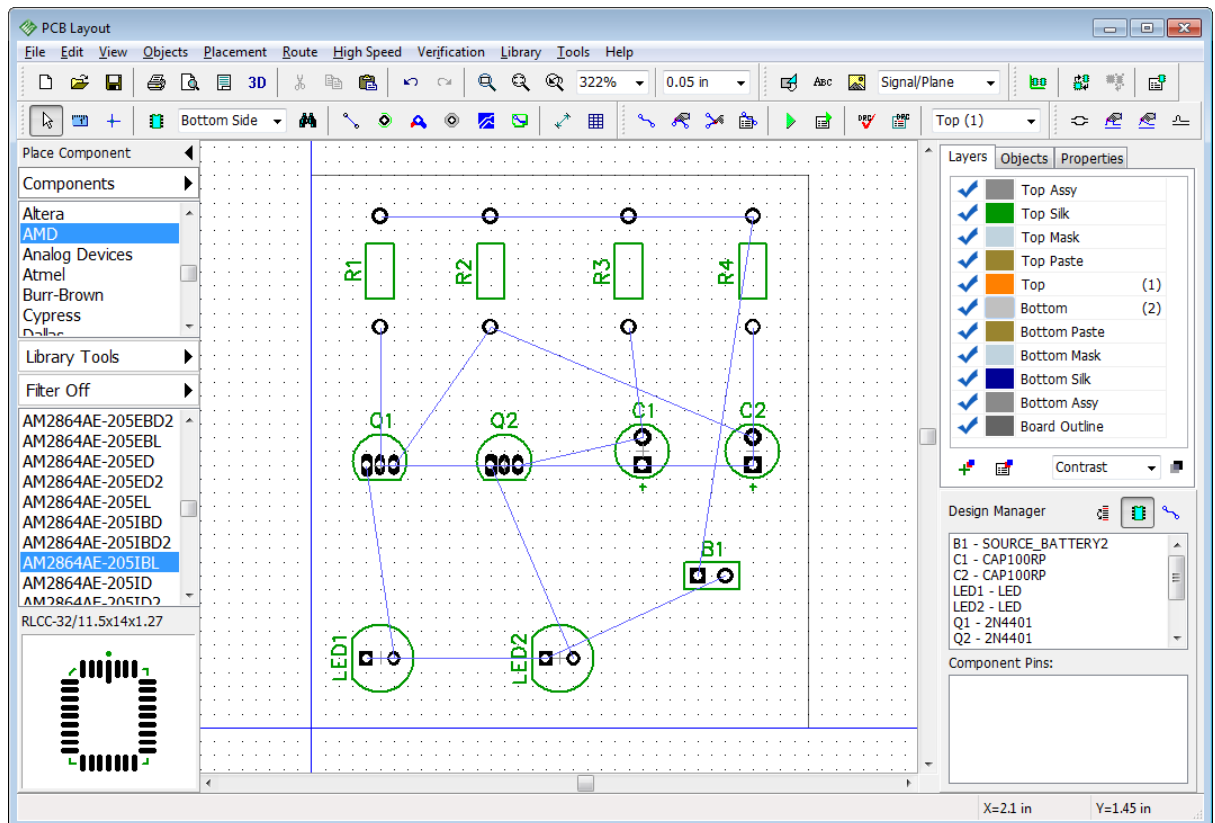 PCB Layout
File Edit View Objects Placement Route High Speed Verification Library Tools Help
3D 322% 0.05 in ABC Signal/Plane
Bottom Side DRC DRC Top (1)
Place Component
Components
Altera
AMD
Analog Devices
Atmel
Burr-Brown
Cypress
Dallas
Library Tools
Filter Off
AM2864AE-205EBD2
AM2864AE-205EBL
AM2864AE-205ED
AM2864AE-205ED2
AM2864AE-205EL
AM2864AE-205IBD
AM2864AE-205IBD2
AM2864AE-205IBL
AM2864AE-205ID
AM2864AE-205ID2
RLCC-32/11.5x14x1.27
R1 R2 R3 R4
Q1 Q2 C1 C2
+ +
B1
LED1 LED2
Layers Objects Properties
Top Assy
Top Silk
Top Mask
Top Paste
Top (1)
Bottom (2)
Bottom Paste
Bottom Mask
Bottom Silk
Bottom Assy
Board Outline
Contrast
Design Manager
B1 - SOURCE_BATTERY2
C1 - CAP100RP
C2 - CAP100RP
LED1 - LED
LED2 - LED
Q1 - 2N4401
Q2 - 2N4401
Component Pins:
X=2.1 in Y=1.45 in